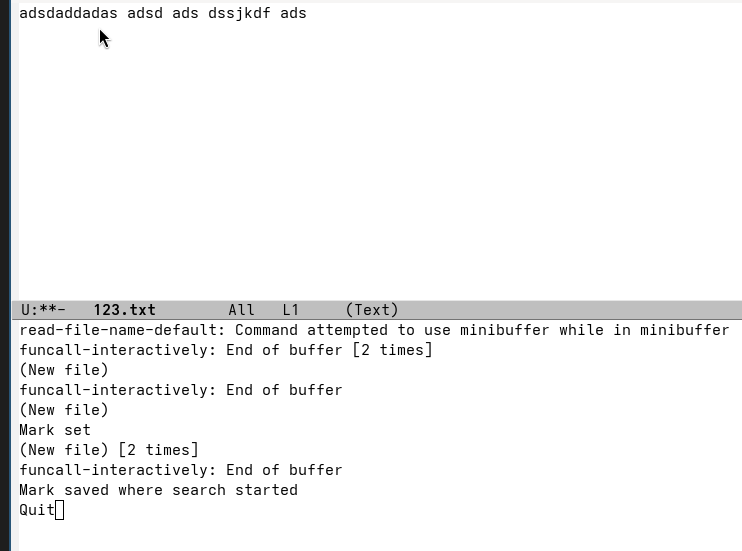 adsdaddadas adsd ads dssjkdf ads
U:**-   123.txt        All   L1     (Text)
read-file-name-default: Command attempted to use minibuffer while in minibuffer
funcall-interactively: End of buffer [2 times]
(New file)
funcall-interactively: End of buffer
(New file)
Mark set
(New file) [2 times]
funcall-interactively: End of buffer
Mark saved where search started
Quit